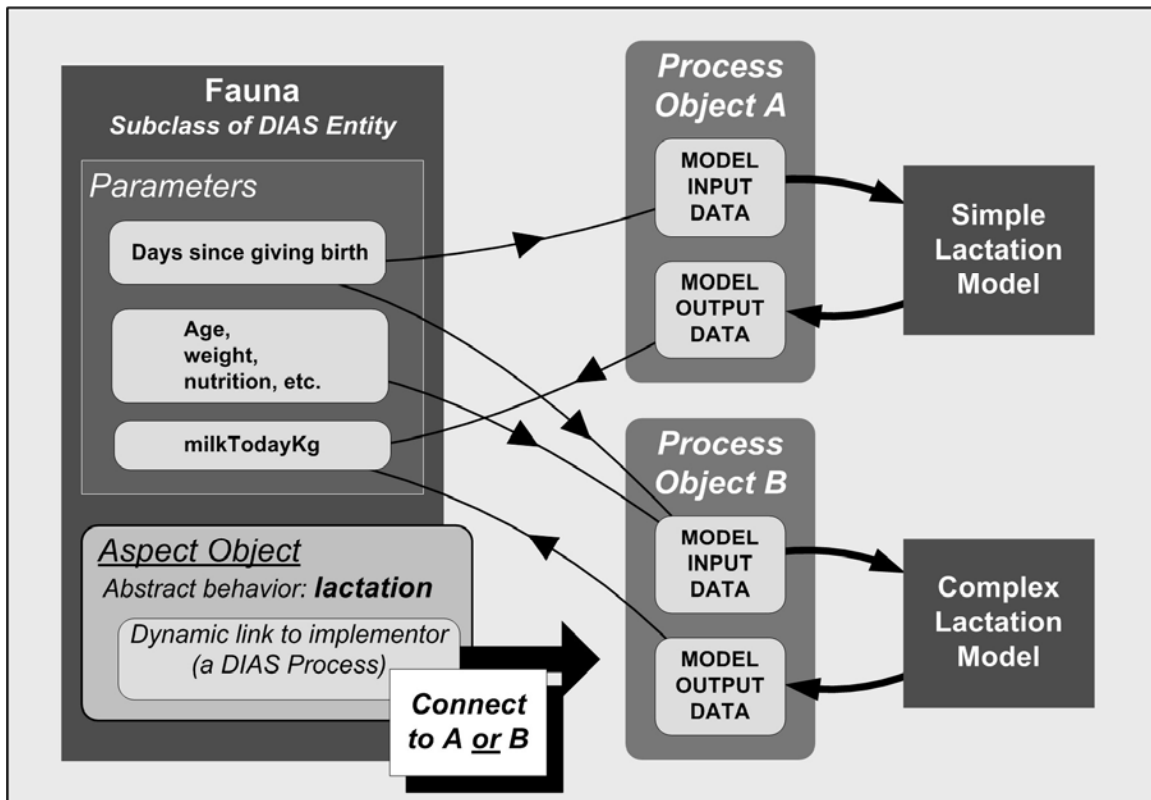 Fauna
Subclass of DIAS Entity
Parameters
Days since giving birth
Age,
weight,
nutrition, etc.
milkTodayKg
Aspect Object
Abstract behavior: lactation
Dynamic link to implementor
(a DIAS Process)
Connect
to A or B
Process
Object A
MODEL
INPUT
DATA
MODEL
OUTPUT
DATA
Simple
Lactation
Model
Process
Object B
MODEL
INPUT
DATA
MODEL
OUTPUT
DATA
Complex
Lactation
Model